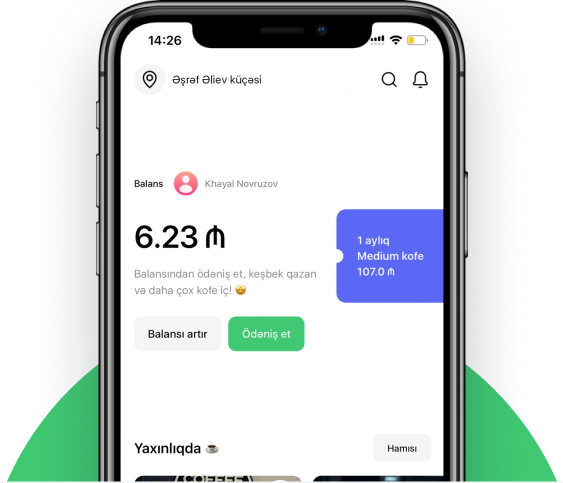 14:26
Əşrəf Əliev küçəsi
Balans Khayal Novruzov
6.23 ₼
1 aylıq
Medium kofe
107.0 ₼
Balansından ödəniş et, keşbek qazan
və daha çox kofe iç! 🤩
Balansı artır Ödəniş et
Yaxınlıqda ☕
Hamısı
COFFEE